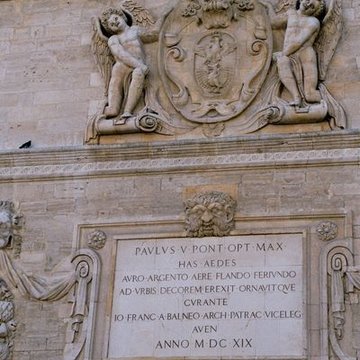 PAVLVS V PONT OPT MAX
HAS AEDES
AVRO ARGENTO AERE FLANDO FERIVNDO
AD VRBIS DECOREM EREXIT ORNAVITQVE
CVRANTE
IO FRANC A BALNEO ARCH PATRAC VICELEG
AVEN
ANNO M DC XIX